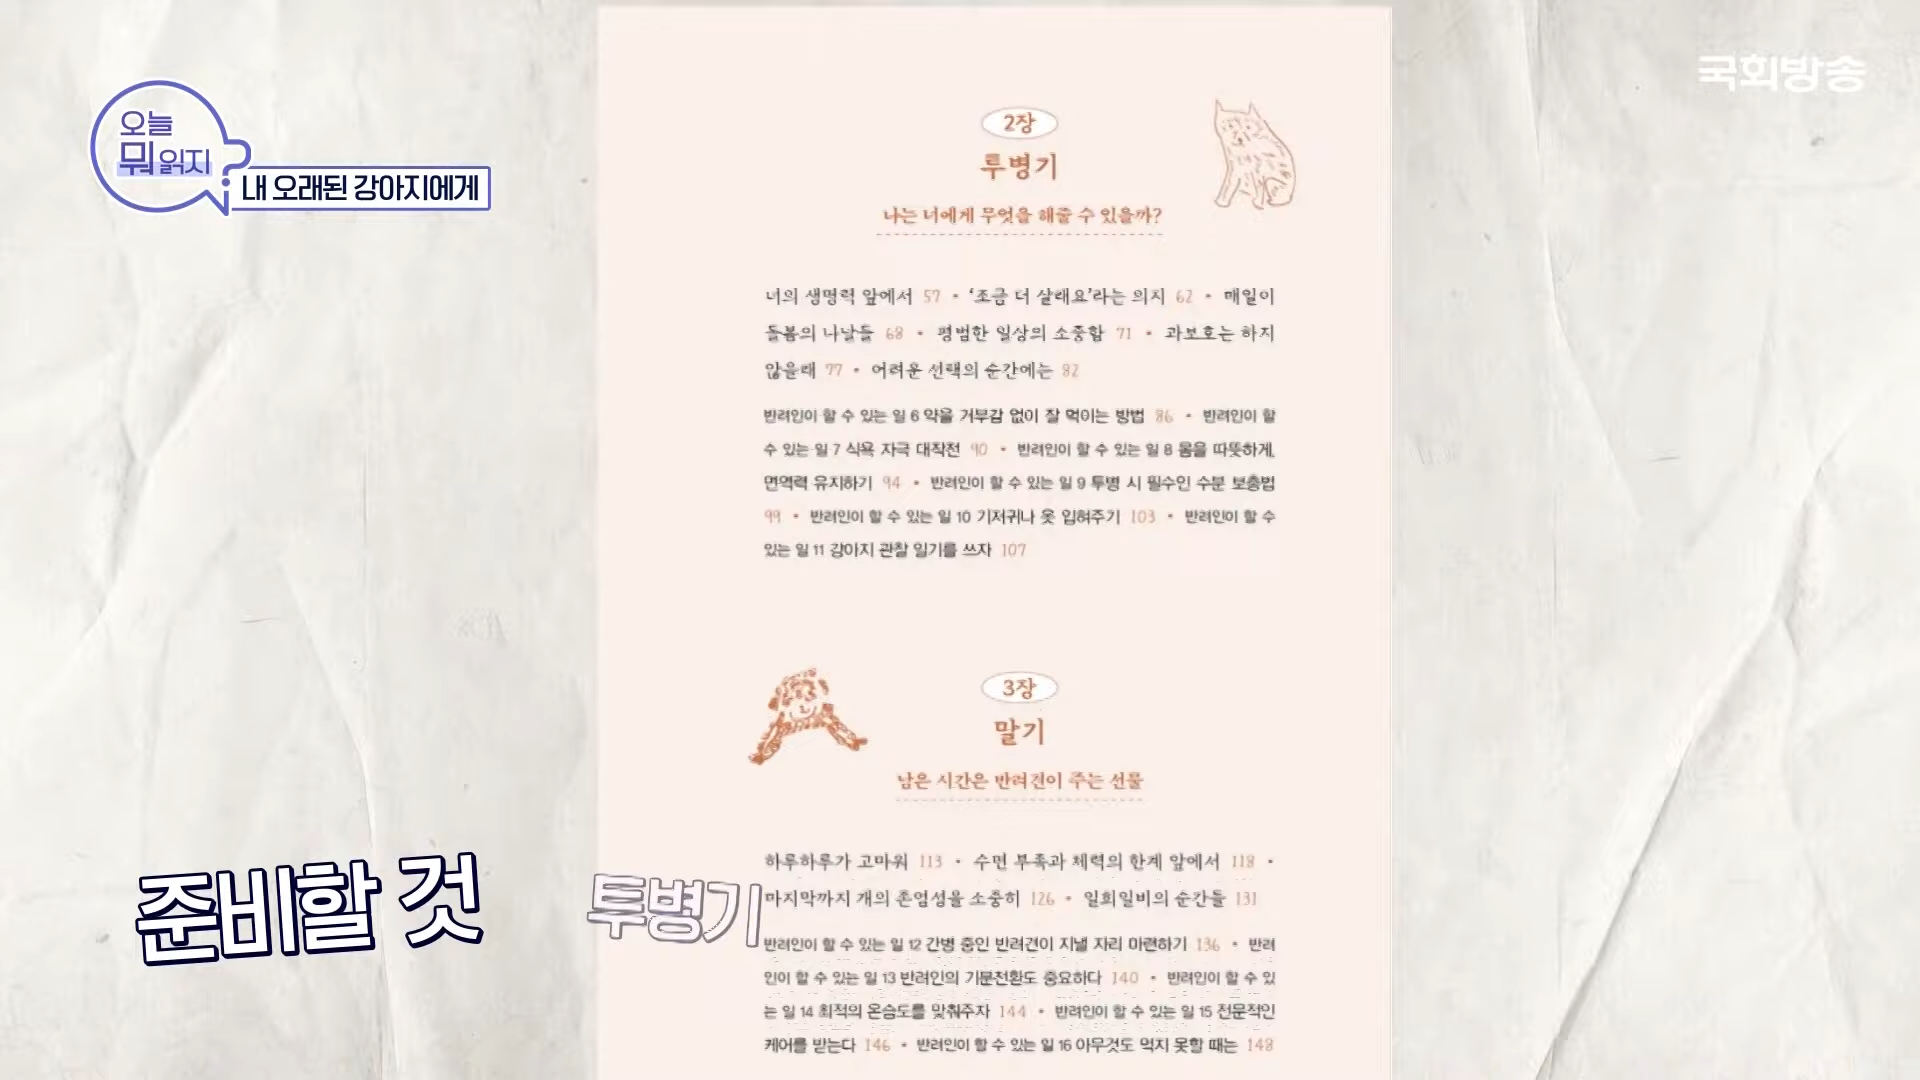 국회방송
오늘
뭐 읽지
내 오래된 강아지에게
2장
투병기
나는 너에게 무엇을 해줄 수 있을까?
너의 생명력 앞에서 57 • ‘조금 더 살래요’라는 의지 62 • 매일이
돌봄의 나날들 68 • 평범한 일상의 소중함 71 • 과보호는 하지
않을래 77 • 어려운 선택의 순간에는 82
반려인이 할 수 있는 일 6 약을 거부감 없이 잘 먹이는 방법 86 • 반려인이 할
수 있는 일 7 식욕 자극 대작전 90 • 반려인이 할 수 있는 일 8 몸을 따뜻하게,
면역력 유지하기 94 • 반려인이 할 수 있는 일 9 투병 시 필수인 수분 보충법
99 • 반려인이 할 수 있는 일 10 기저귀나 옷 입혀주기 103 • 반려인이 할 수
있는 일 11 강아지 관찰 일기를 쓰자 107
3장
말기
남은 시간은 반려견이 주는 선물
하루하루가 고마워 113 • 수면 부족과 체력의 한계 앞에서 118 •
마지막까지 개의 존엄성을 소중히 126 • 일희일비의 순간들 131
반려인이 할 수 있는 일 12 간병 중인 반려견이 지낼 자리 마련하기 136 • 반려
인이 할 수 있는 일 13 반려인의 기분전환도 중요하다 140 • 반려인이 할 수 있
는 일 14 최적의 온습도를 맞춰주자 144 • 반려인이 할 수 있는 일 15 전문적인
케어를 받는다 146 • 반려인이 할 수 있는 일 16 아무것도 먹지 못할 때는 148
준비할 것
투병기